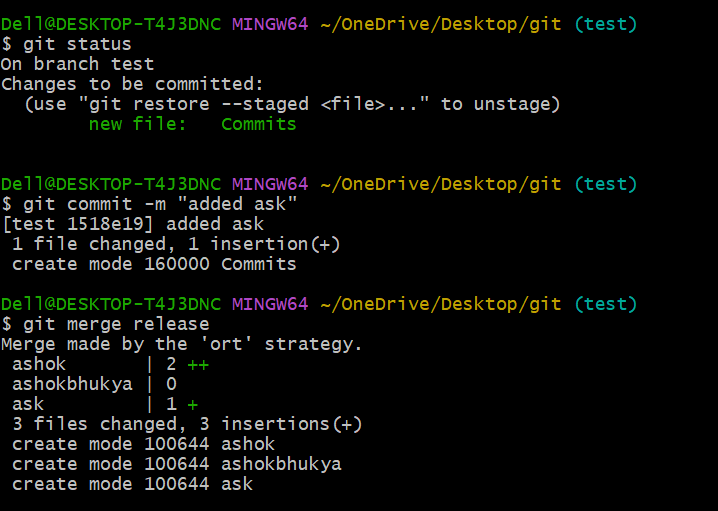 Dell@DESKTOP-T4J3DNC MINGW64 ~/OneDrive/Desktop/git (test)
$ git status
On branch test
Changes to be committed:
  (use "git restore --staged <file>..." to unstage)
        new file:   Commits

Dell@DESKTOP-T4J3DNC MINGW64 ~/OneDrive/Desktop/git (test)
$ git commit -m "added ask"
[test 1518e19] added ask
 1 file changed, 1 insertion(+)
 create mode 160000 Commits

Dell@DESKTOP-T4J3DNC MINGW64 ~/OneDrive/Desktop/git (test)
$ git merge release
Merge made by the 'ort' strategy.
 ashok       | 2 ++
 ashokbhukya | 0
 ask         | 1 +
 3 files changed, 3 insertions(+)
 create mode 100644 ashok
 create mode 100644 ashokbhukya
 create mode 100644 ask